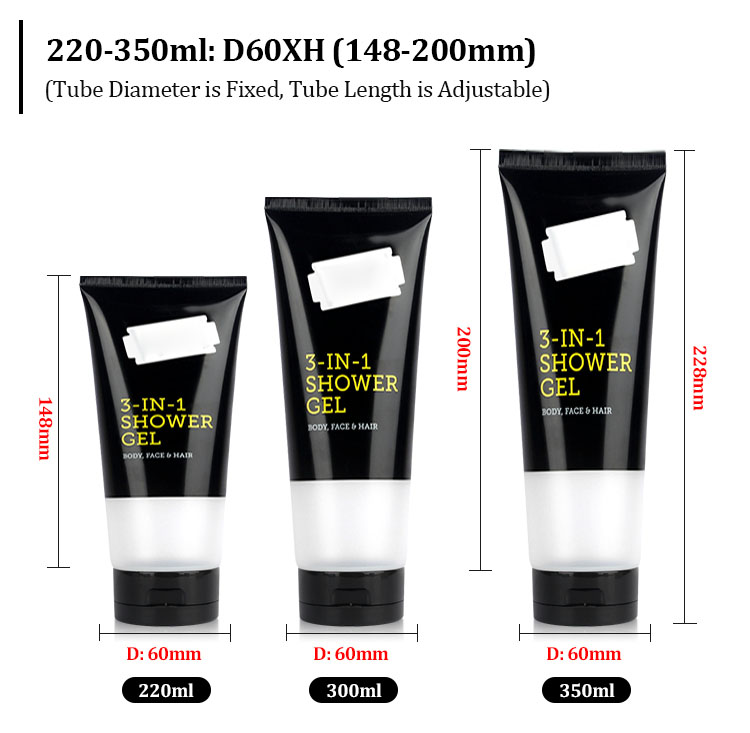 220-350ml: D60XH (148-200mm)
(Tube Diameter is Fixed, Tube Length is Adjustable)
148mm
3-IN-1
SHOWER
GEL
BODY, FACE & HAIR
D: 60mm
220ml
3-IN-1
SHOWER
GEL
BODY, FACE & HAIR
D: 60mm
300ml
200mm
3-IN-1
SHOWER
GEL
BODY, FACE & HAIR
228mm
D: 60mm
350ml